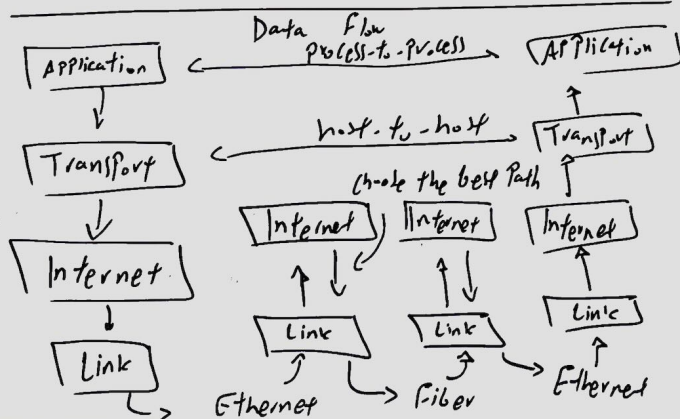 Data Flow
process-to-process
Application
Application
host-to-host
Transport
Transport
choose the best Path
Internet
Internet
Internet
Internet
Link
Link
Link
Link
Ethernet
Fiber
Ethernet